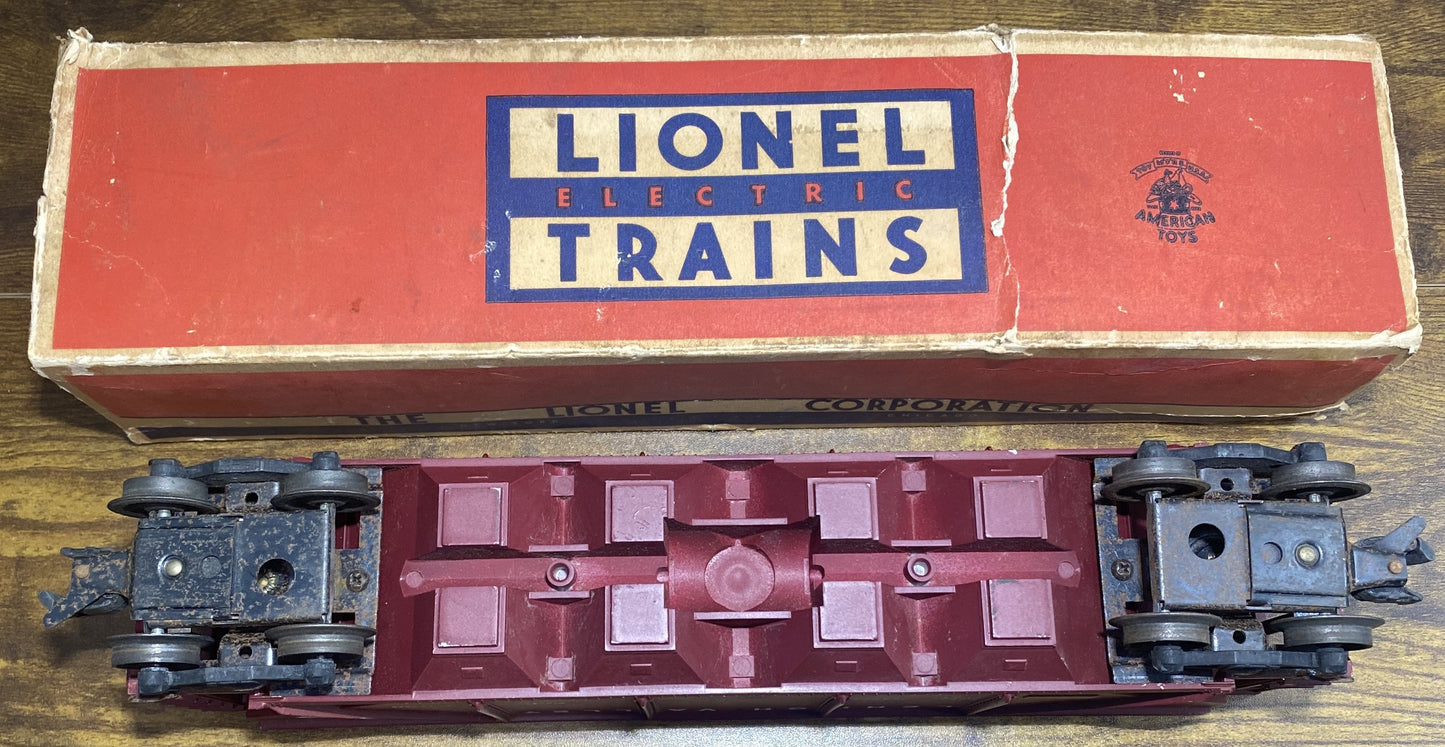 LIONEL
ELECTRIC
TRAINS
AMERICAN
TOYS
THE LIONEL CORPORATION